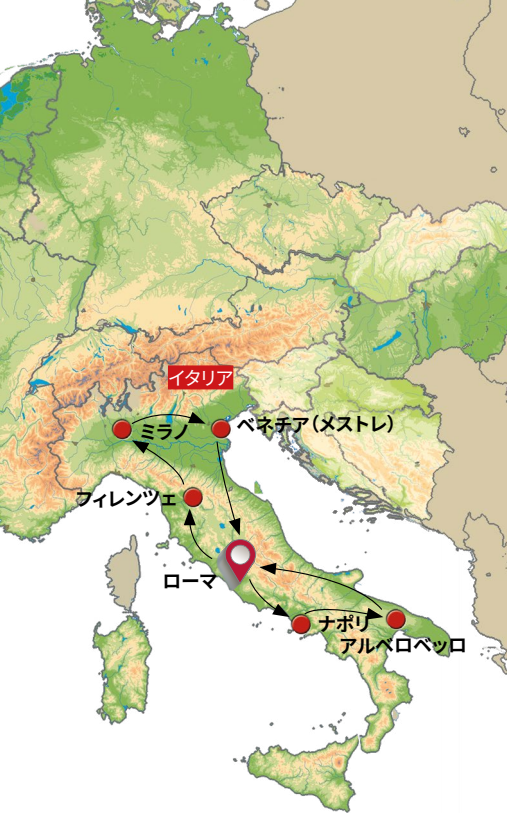 イタリア
ミラノ
ベネチア（メストレ）
フィレンツェ
ローマ
ナポリ
アルベロベッロ